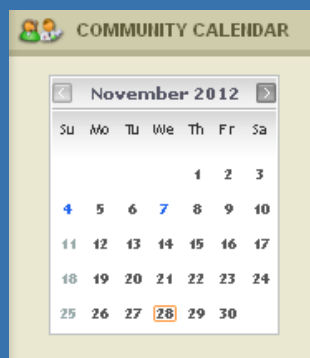 COMMUNITY CALENDAR
November 2012
Su Mo Tu We Th Fr Sa
1 2 3
4 5 6 7 8 9 10
11 12 13 14 15 16 17
18 19 20 21 22 23 24
25 26 27 28 29 30